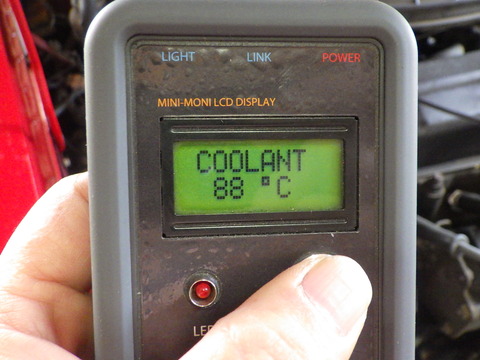 LIGHT LINK POWER
MINI-MONI LCD DISPLAY
COOLANT
88 °C